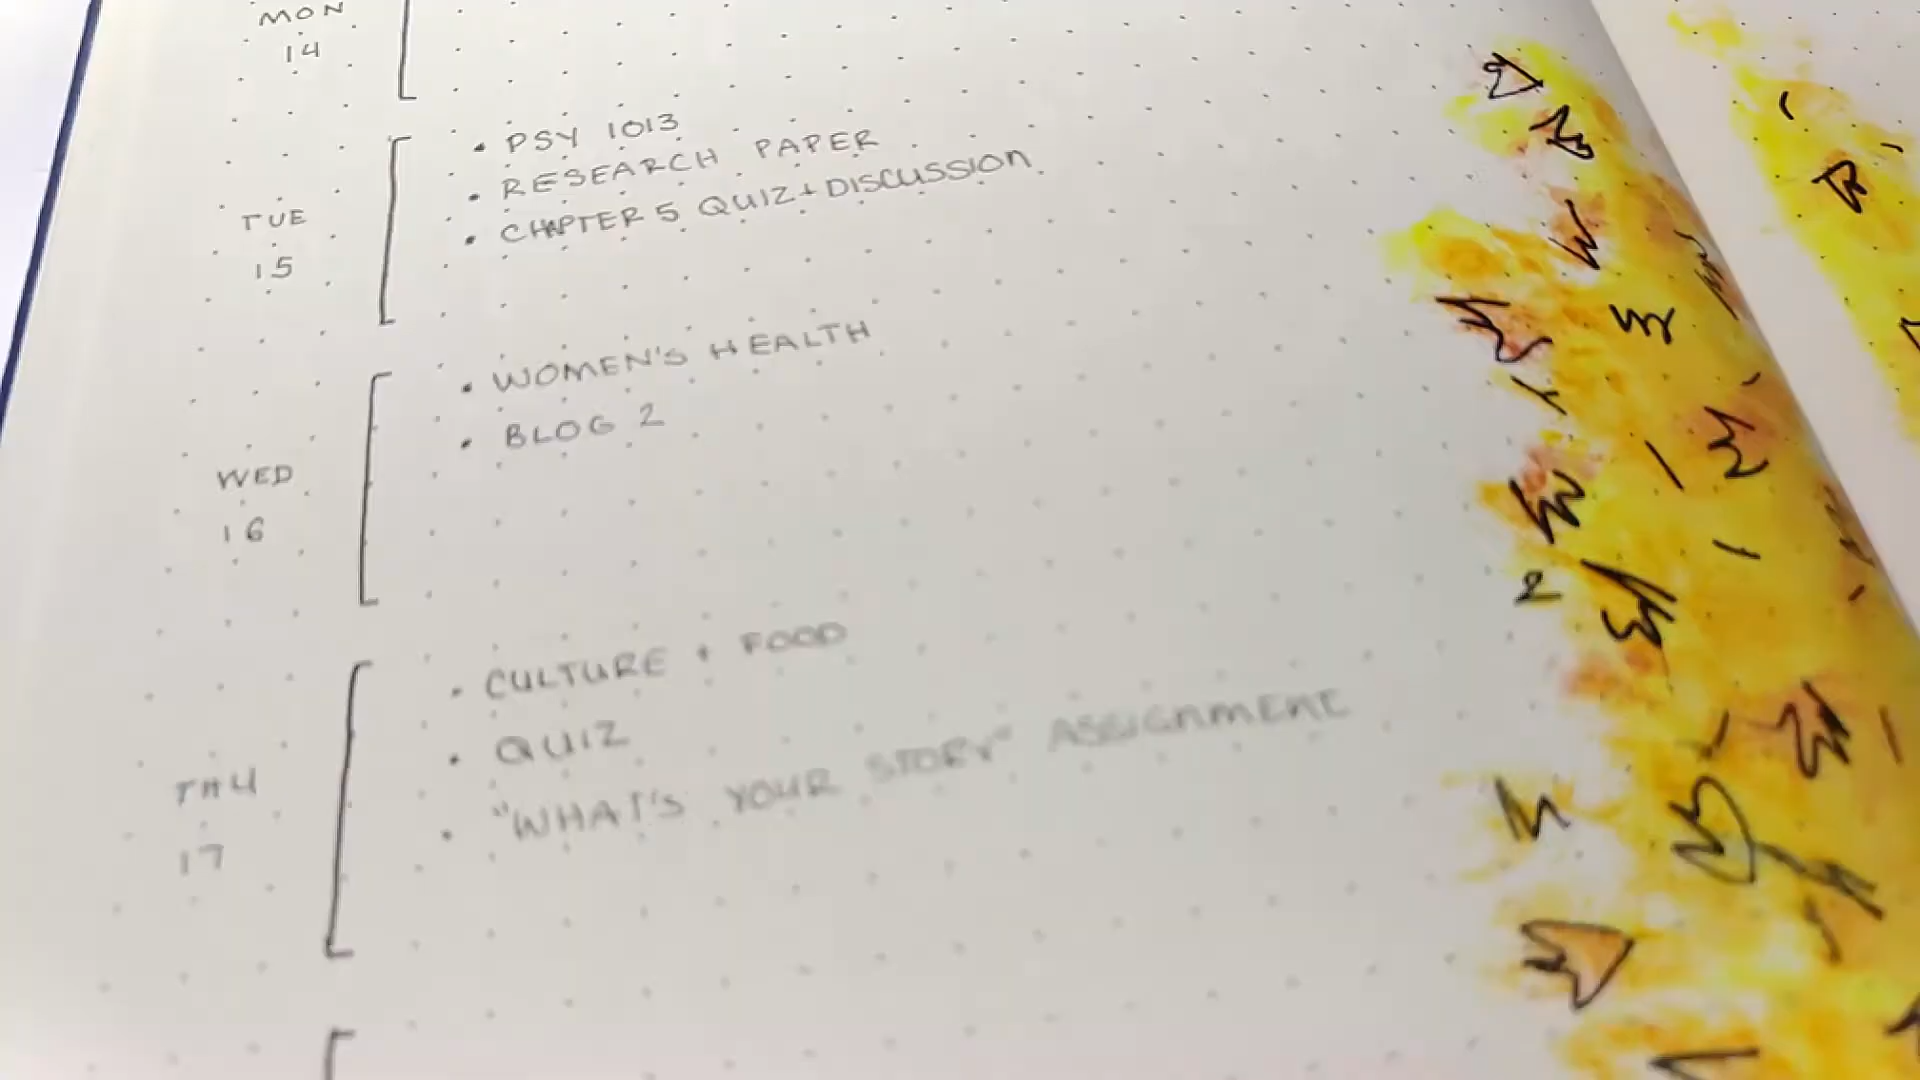 MON
14
TUE
15
• PSY 1013
• RESEARCH PAPER
• CHAPTER 5 QUIZ + DISCUSSION
WED
16
• WOMEN'S HEALTH
• BLOG 2
THU
17
• CULTURE + FOOD
• QUIZ
• "WHAT'S YOUR STORY" ASSIGNMENT